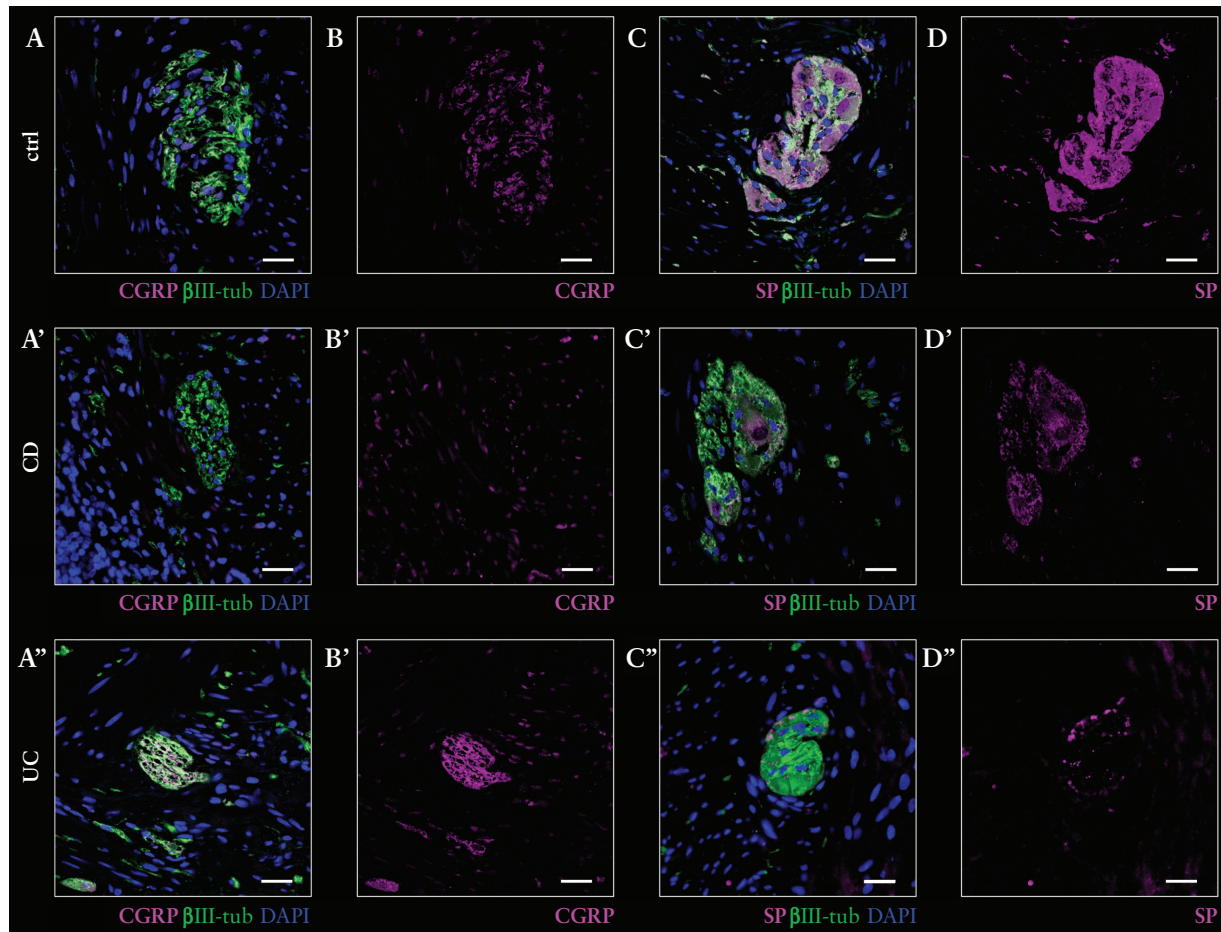 A B C D
ctrl
CGRP βIII-tub DAPI CGRP SP βIII-tub DAPI SP
A’ B’ C’ D’
CD
CGRP βIII-tub DAPI CGRP SP βIII-tub DAPI SP
A” B’ C” D”
UC
CGRP βIII-tub DAPI CGRP SP βIII-tub DAPI SP